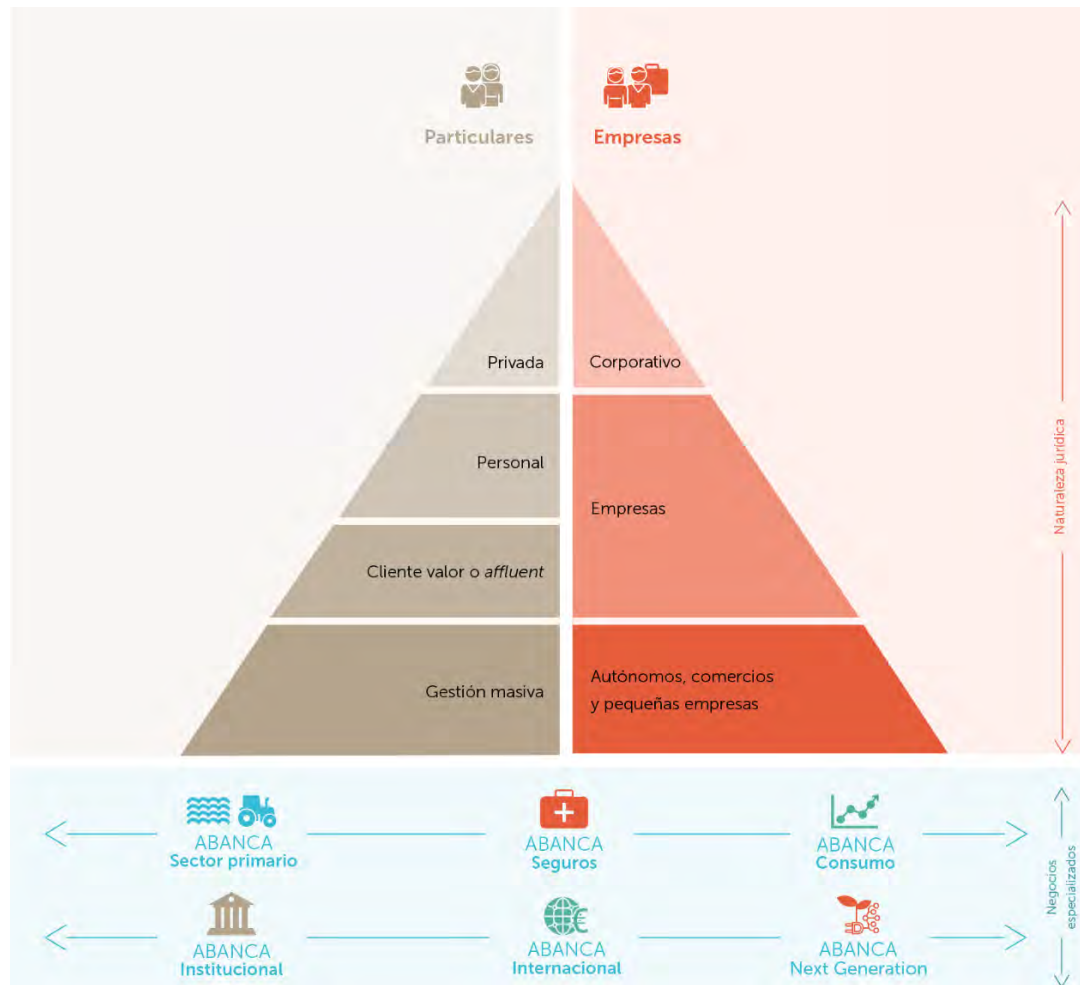 Particulares
Empresas
Privada
Corporativo
Personal
Empresas
Cliente valor o affluent
Gestión masiva
Autónomos, comercios
y pequeñas empresas
Naturaleza jurídica
ABANCA
Sector primario
ABANCA
Seguros
ABANCA
Consumo
ABANCA
Institucional
ABANCA
Internacional
ABANCA
Next Generation
Negocios
especializados